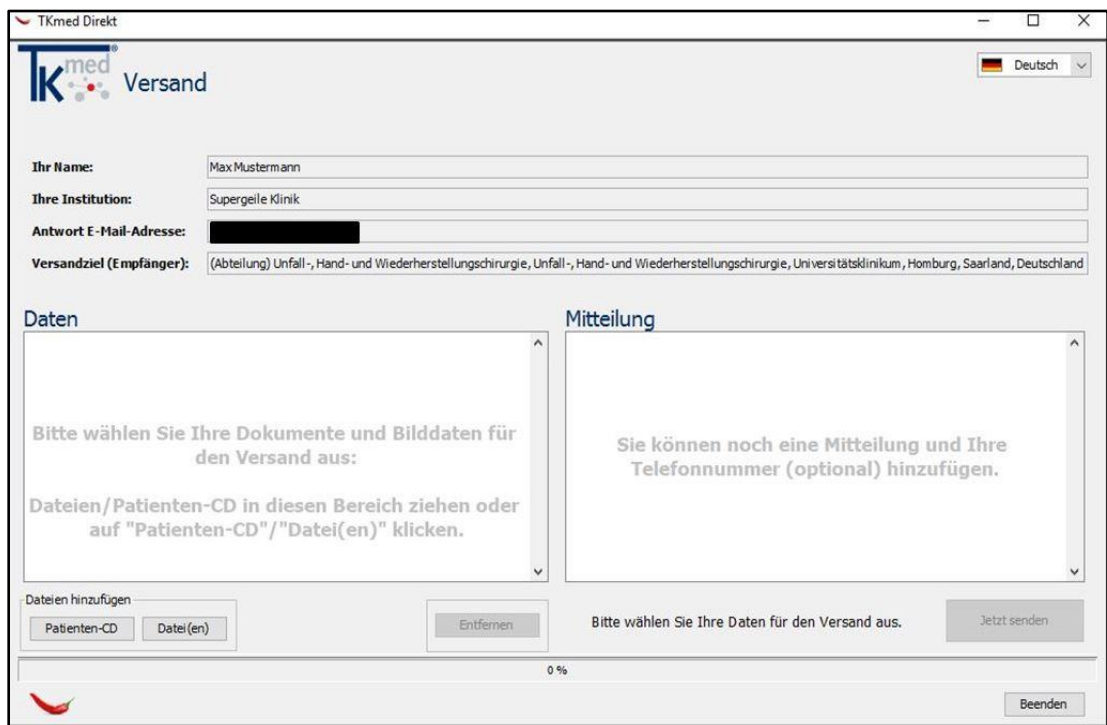 TKmed Direkt
TKmed® Versand
Deutsch
Ihr Name: Max Mustermann
Ihre Institution: Supergeile Klinik
Antwort E-Mail-Adresse:
Versandziel (Empfänger): (Abteilung) Unfall-, Hand- und Wiederherstellungschirurgie, Unfall-, Hand- und Wiederherstellungschirurgie, Universitätsklinikum, Homburg, Saarland, Deutschland
Daten
Bitte wählen Sie Ihre Dokumente und Bilddaten für
den Versand aus:
Dateien/Patienten-CD in diesen Bereich ziehen oder
auf "Patienten-CD"/"Datei(en)" klicken.
Mitteilung
Sie können noch eine Mitteilung und Ihre
Telefonnummer (optional) hinzufügen.
Dateien hinzufügen
Patienten-CD Datei(en)
Entfernen
Bitte wählen Sie Ihre Daten für den Versand aus.
Jetzt senden
0 %
Beenden